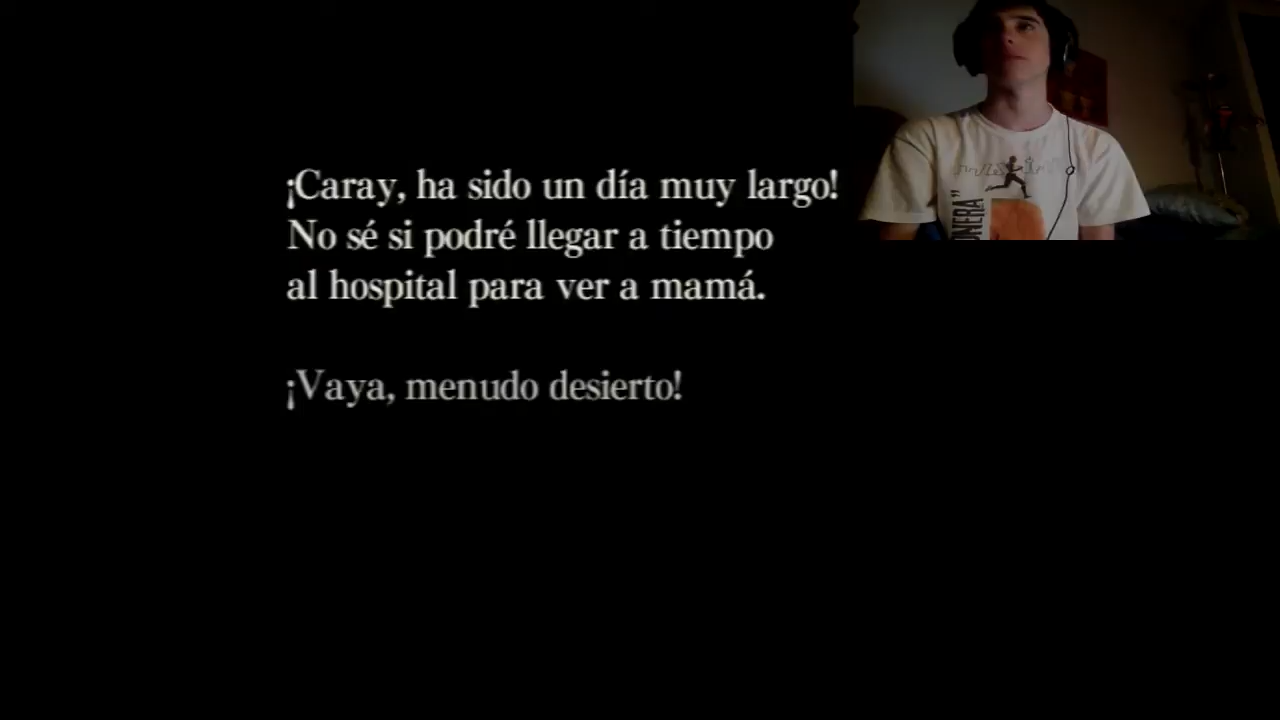 ¡Caray, ha sido un día muy largo!
No sé si podré llegar a tiempo
al hospital para ver a mamá.
¡Vaya, menudo desierto!